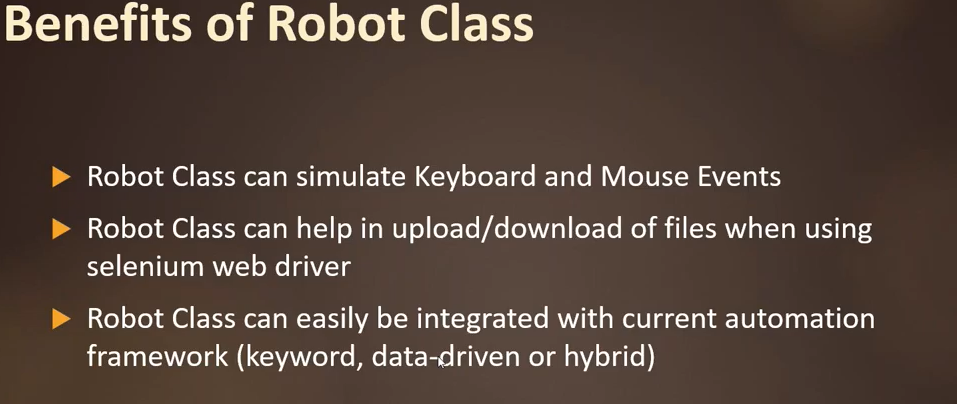 Benefits of Robot Class
Robot Class can simulate Keyboard and Mouse Events
Robot Class can help in upload/download of files when using
selenium web driver
Robot Class can easily be integrated with current automation
framework (keyword, data-driven or hybrid)